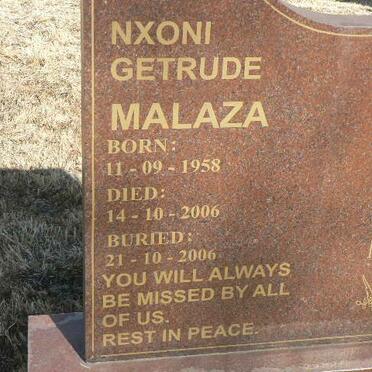 NXONI
GETRUDE
MALAZA
BORN:
11 - 09 - 1958
DIED:
14 - 10 - 2006
BURIED:
21 - 10 - 2006
YOU WILL ALWAYS
BE MISSED BY ALL
OF US.
REST IN PEACE.